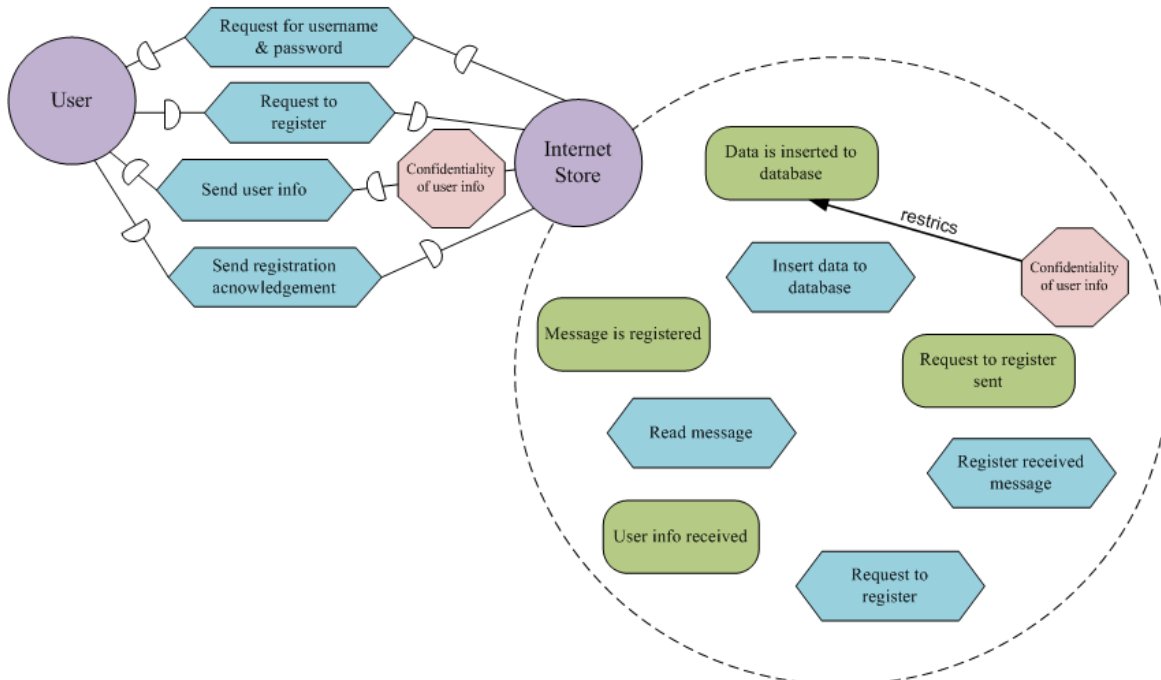 Request for username
& password
User
Request to
register
Confidentiality
of user info
Internet
Store
Send user info
Send registration
acnowledgement
Data is inserted to
database
restrics
Insert data to
database
Confidentiality
of user info
Message is registered
Request to register
sent
Read message
Register received
message
User info received
Request to
register